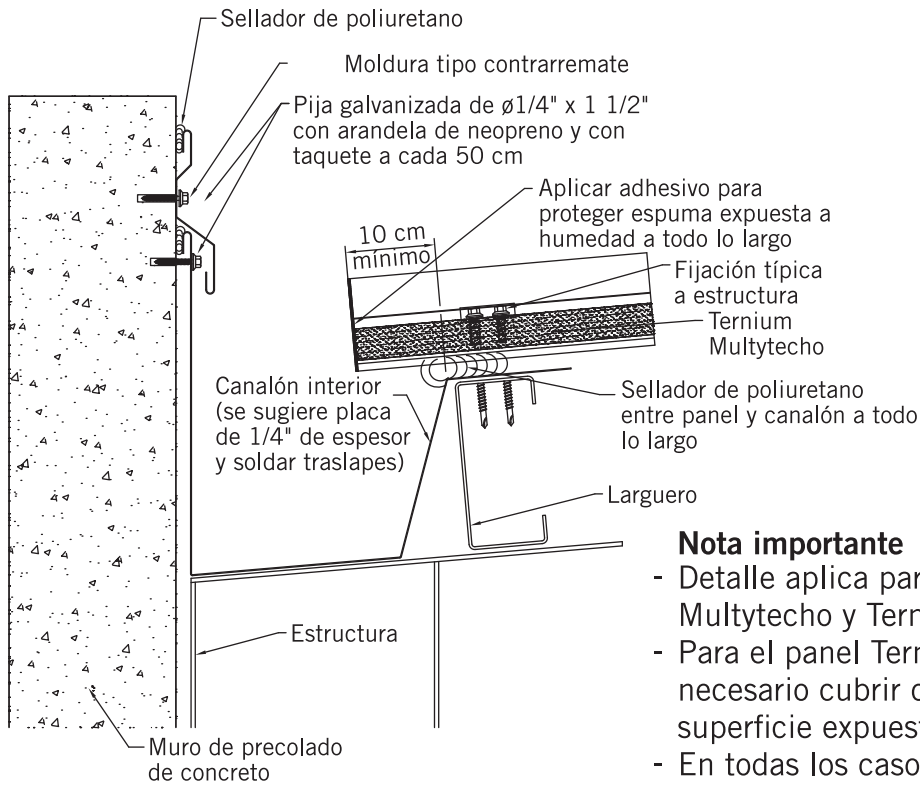 Sellador de poliuretano
Moldura tipo contrarremate
Pija galvanizada de ø1/4" x 1 1/2"
con arandela de neopreno y con
taquete a cada 50 cm
Aplicar adhesivo para
proteger espuma expuesta a
humedad a todo lo largo
10 cm
mínimo
Fijación típica
a estructura
Ternium
Multytecho
Canalón interior
(se sugiere placa
de 1/4" de espesor
y soldar traslapes)
Sellador de poliuretano
entre panel y canalón a todo
lo largo
Larguero
Nota importante
- Detalle aplica par
Multytecho y Tern
- Para el panel Tern
necesario cubrir c
superficie expuest
- En todas los caso
Estructura
Muro de precolado
de concreto